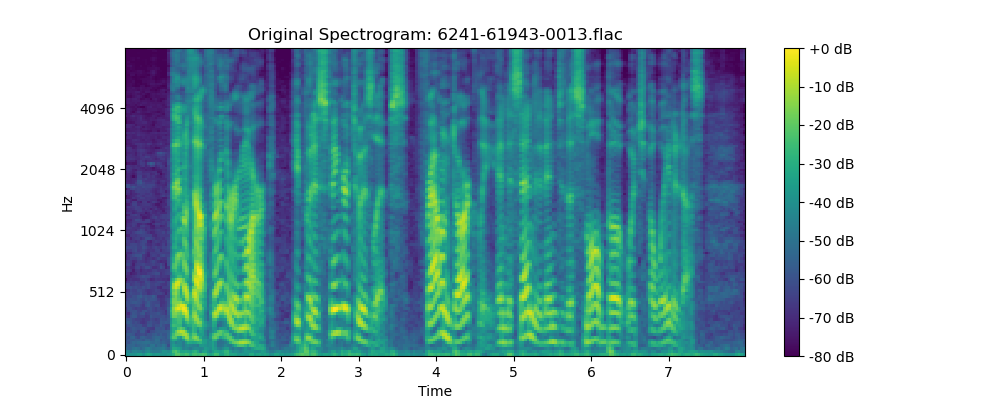 Original Spectrogram: 6241-61943-0013.flac
Hz
4096
2048
1024
512
0
0 1 2 3 4 5 6 7
Time
+0 dB
-10 dB
-20 dB
-30 dB
-40 dB
-50 dB
-60 dB
-70 dB
-80 dB